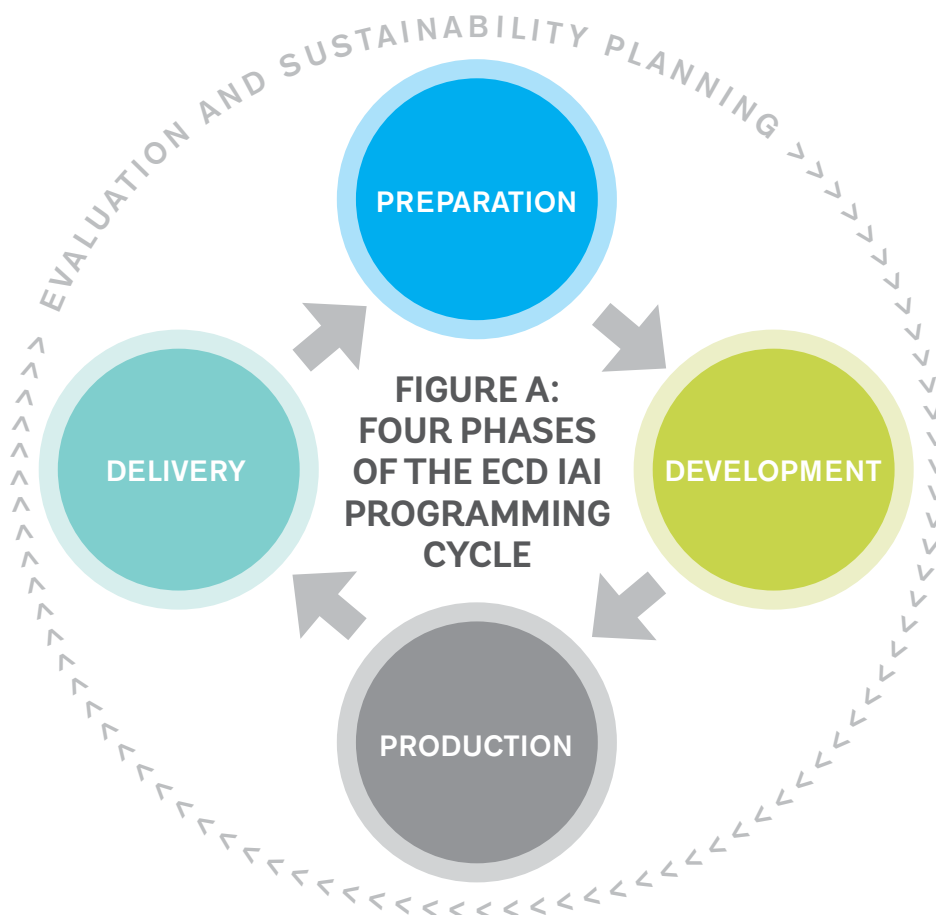 EVALUATION AND SUSTAINABILITY PLANNING
PREPARATION
FIGURE A:
FOUR PHASES
OF THE ECD IAI
PROGRAMMING
CYCLE
DELIVERY
DEVELOPMENT
PRODUCTION